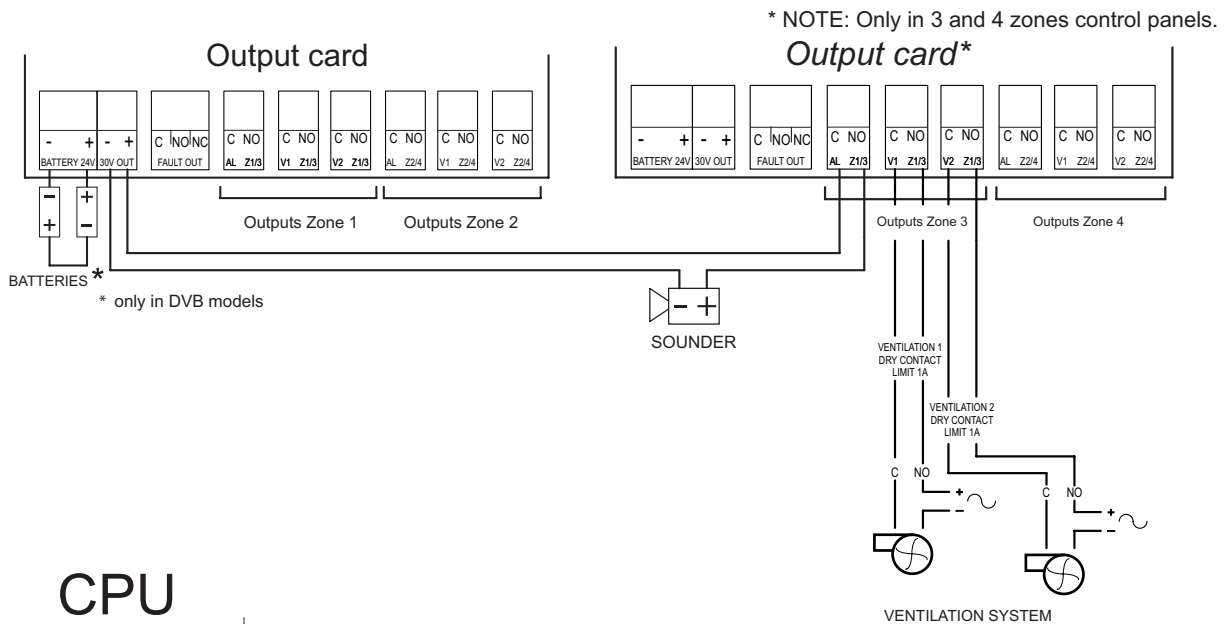 * NOTE: Only in 3 and 4 zones control panels.
Output card
Output card*
- + - + C NO NC C NO C NO C NO C NO C NO C NO
BATTERY 24V 30V OUT FAULT OUT AL Z1/3 V1 Z1/3 V2 Z1/3 AL Z2/4 V1 Z2/4 V2 Z2/4
- + - + C NO NC C NO C NO C NO C NO C NO C NO
BATTERY 24V 30V OUT FAULT OUT AL Z1/3 V1 Z1/3 V2 Z1/3 AL Z2/4 V1 Z2/4 V2 Z2/4
- +
+ -
Outputs Zone 1
Outputs Zone 2
Outputs Zone 3
Outputs Zone 4
BATTERIES *
* only in DVB models
- +
SOUNDER
VENTILATION 1
DRY CONTACT
LIMIT 1A
VENTILATION 2
DRY CONTACT
LIMIT 1A
C NO
+
-
C NO
+
-
CPU
VENTILATION SYSTEM